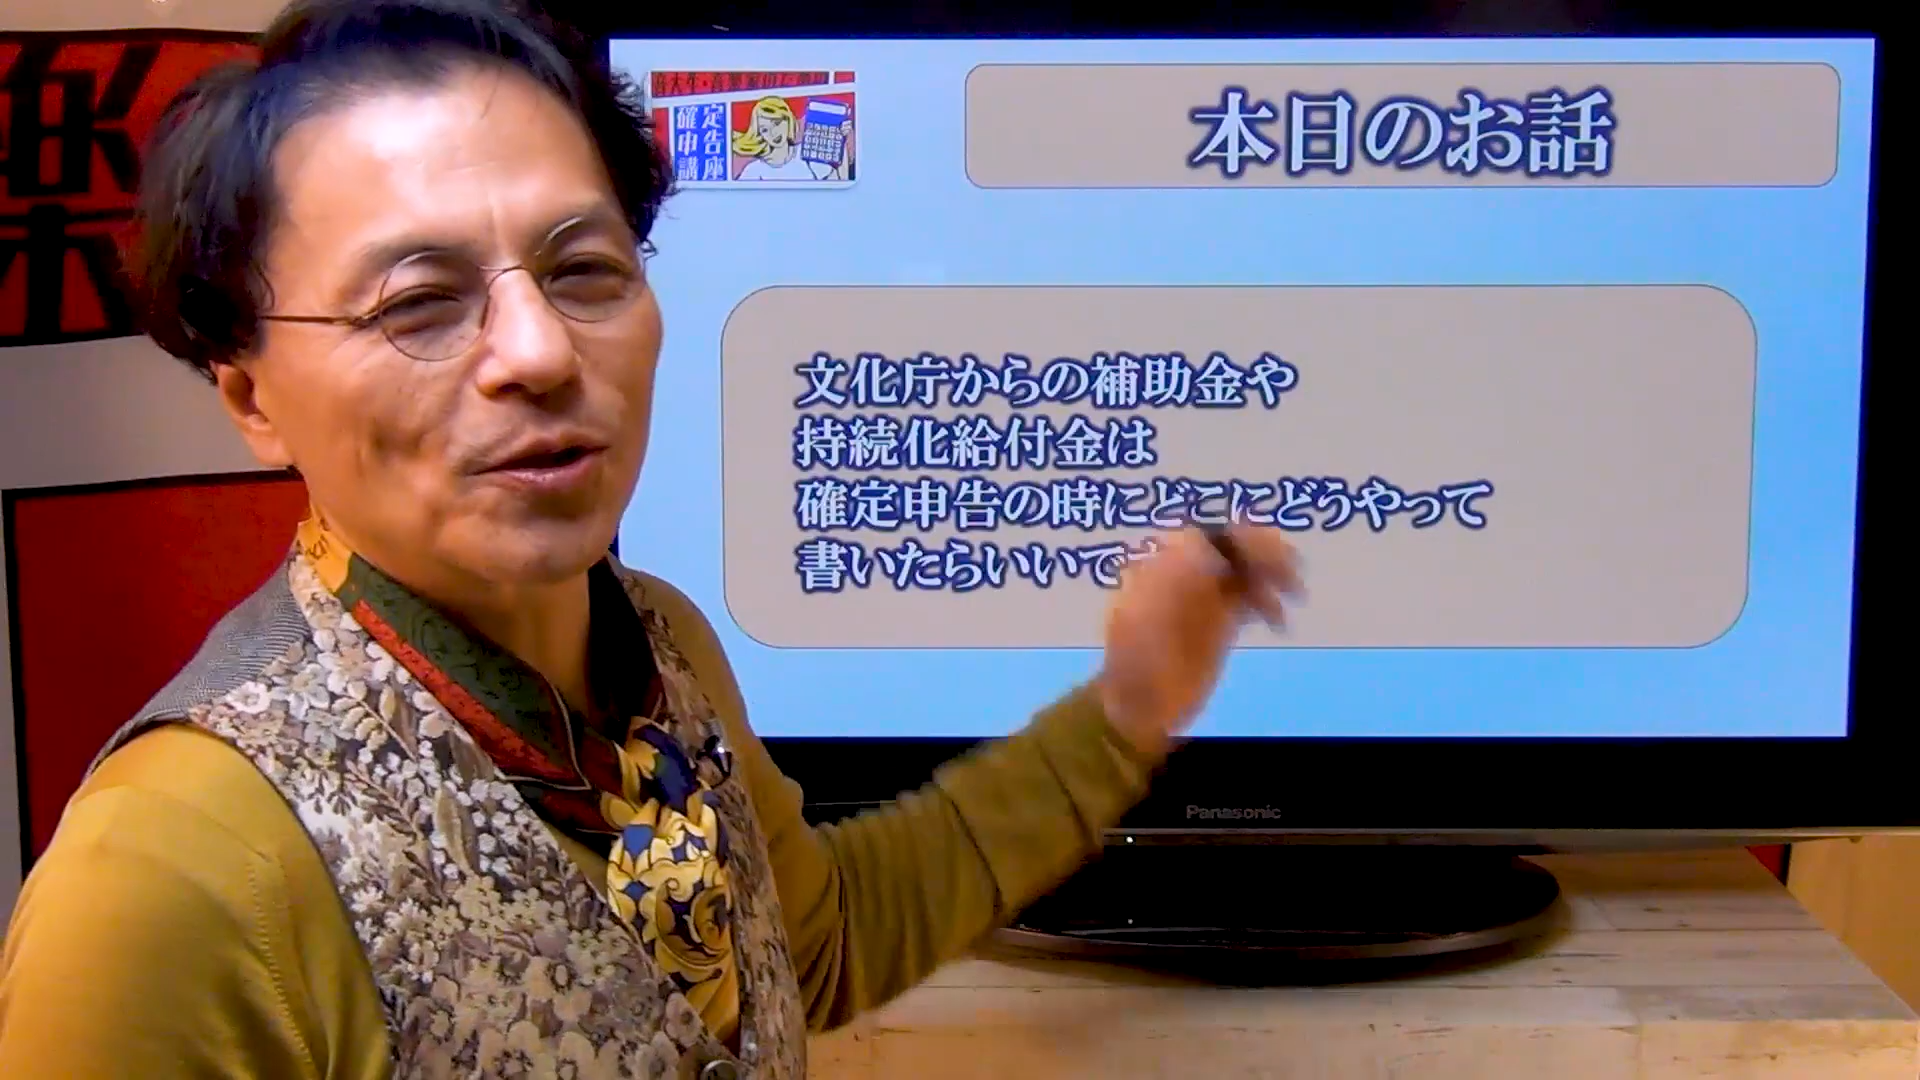 確定
申告
講座
本日のお話
文化庁からの補助金や
持続化給付金は
確定申告の時にどこにどうやって
書いたらいいで
Panasonic